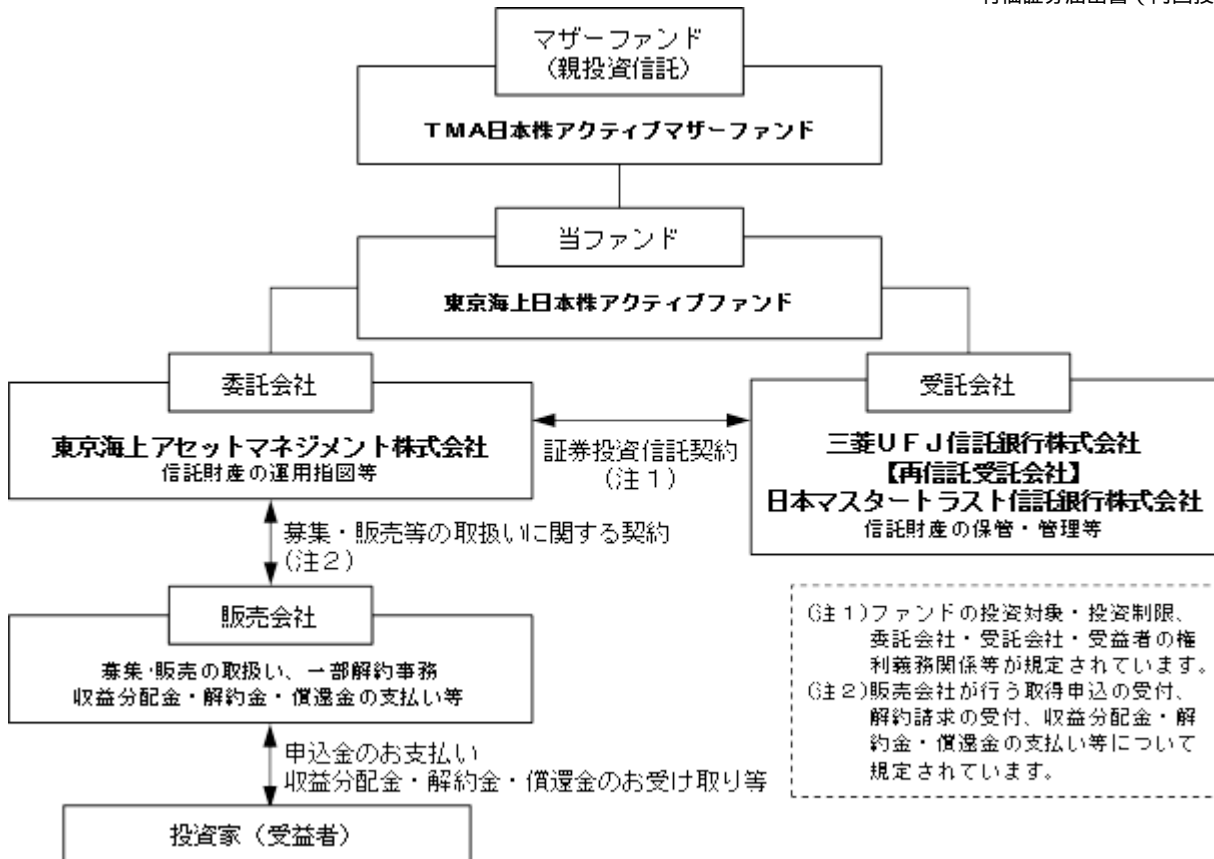 マザーファンド
(親投資信託)
TMA日本株アクティブマザーファンド
当ファンド
東京海上日本株アクティブファンド
委託会社
東京海上アセットマネジメント株式会社
信託財産の運用指図等
証券投資信託契約
(注1)
受託会社
三菱UFJ信託銀行株式会社
【再信託受託会社】
日本マスタートラスト信託銀行株式会社
信託財産の保管・管理等
募集・販売等の取扱いに関する契約
(注2)
販売会社
募集・販売の取扱い、一部解約事務
収益分配金・解約金・償還金の支払い等
(注1)ファンドの投資対象・投資制限、
委託会社・受託会社・受益者の権
利義務関係等が規定されています。
(注2)販売会社が行う取得申込の受付、
解約請求の受付、収益分配金・解
約金・償還金の支払い等について
規定されています。
申込金のお支払い
収益分配金・解約金・償還金のお受け取り等
投資家(受益者)